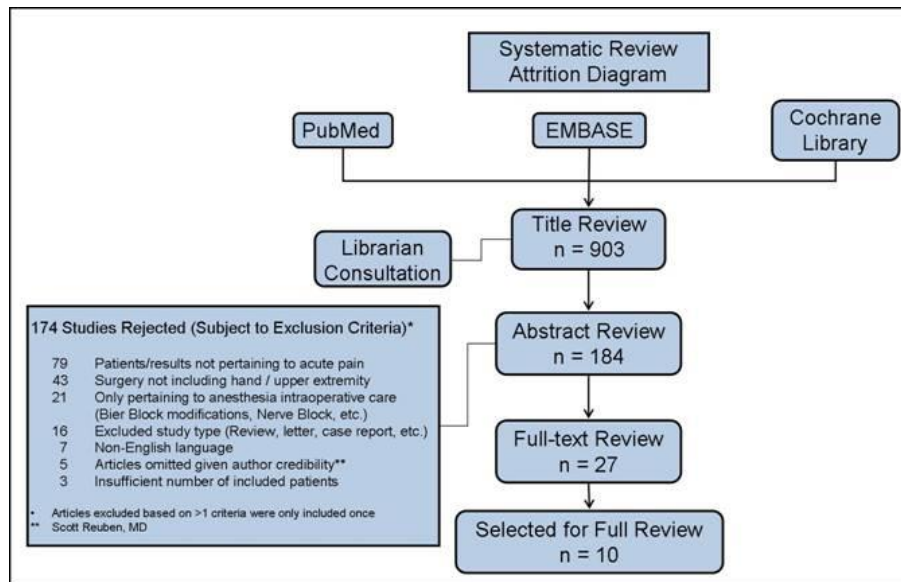 Systematic Review
Attrition Diagram
PubMed
EMBASE
Cochrane
Library
Title Review
n = 903
Librarian
Consultation
174 Studies Rejected (Subject to Exclusion Criteria)*
79 Patients/results not pertaining to acute pain
43 Surgery not including hand / upper extremity
21 Only pertaining to anesthesia intraoperative care
(Bier Block modifications, Nerve Block, etc.)
16 Excluded study type (Review, letter, case report, etc.)
7 Non-English language
5 Articles omitted given author credibility**
3 Insufficient number of included patients
• Articles excluded based on >1 criteria were only included once
** Scott Reuben, MD
Abstract Review
n = 184
Full-text Review
n = 27
Selected for Full Review
n = 10